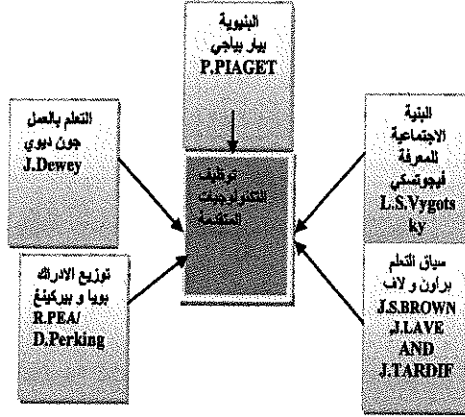 البنيوية
بيار بياجي
P.PIAGET
التعلم بالعمل
جون ديوي
J.Dewey
البنية
الاجتماعية
للمعرفة
فيجوتسكي
L.S.Vygots
ky
توظيف
التكنولوجيات
المتقدمة
توزيع الادراك
بويا و بيركينغ
R.PEA/
D.Perking
سياق التعلم
براون و لاف
J.S.BROWN
,J.LAVE
AND
J.TARDIF